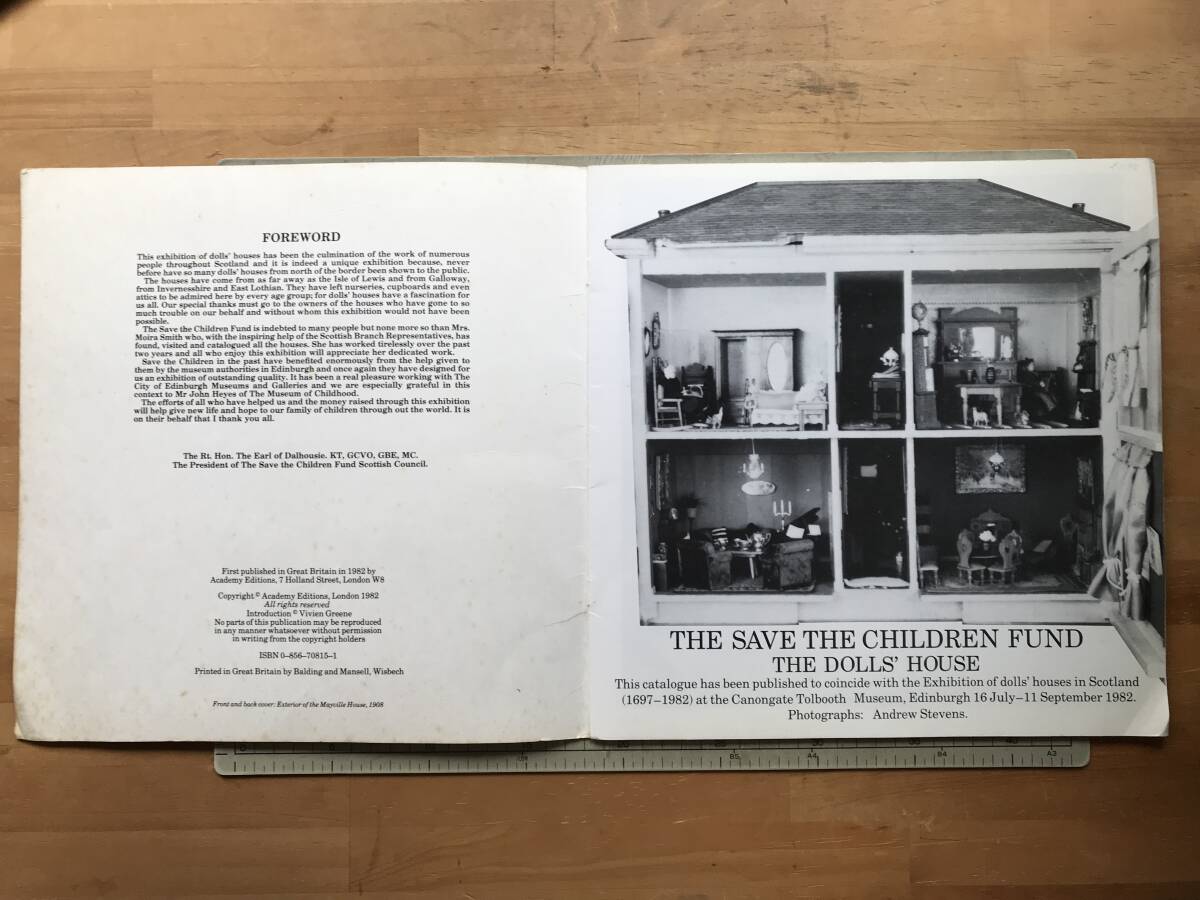 FOREWORD
This exhibition of dolls' houses has been the culmination of the work of numerous
people throughout Scotland and it is indeed a unique exhibition because, never
before have so many dolls' houses from north of the border been shown to the public.
The houses have come from as far away as the Isle of Lewis and from Galloway,
from Invernesshire and East Lothian. They have left nurseries, cupboards and even
attics to be admired here by every age group; for dolls' houses have a fascination for
us all. Our special thanks must go to the owners of the houses who have gone to so
much trouble on our behalf and without whom this exhibition would not have been
possible.
The Save the Children Fund is indebted to many people but none more so than Mrs.
Moira Smith who, with the inspiring help of the Scottish Branch Representatives, has
found, visited and catalogued all the houses. She has worked tirelessly over the past
two years and all who enjoy this exhibition will appreciate her dedicated work.
Save the Children in the past have benefited enormously from the help given to
them by the museum authorities in Edinburgh and once again they have designed for
us an exhibition of outstanding quality. It has been a real pleasure working with The
City of Edinburgh Museums and Galleries and we are especially grateful in this
context to Mr John Heyes of The Museum of Childhood.
The efforts of all who have helped us and the money raised through this exhibition
will help give new life and hope to our family of children through out the world. It is
on their behalf that I thank you all.
The Rt. Hon. The Earl of Dalhousie. KT, GCVO, GBE, MC.
The President of The Save the Children Fund Scottish Council.
First published in Great Britain in 1982 by
Academy Editions, 7 Holland Street, London W8
Copyright © Academy Editions, London 1982
All rights reserved
Introduction © Vivien Greene
No parts of this publication may be reproduced
in any manner whatsoever without permission
in writing from the copyright holders
ISBN 0–856–70815–1
Printed in Great Britain by Balding and Mansell, Wisbech
Front and back cover: Exterior of the Mayville House, 1908
THE SAVE THE CHILDREN FUND
THE DOLLS' HOUSE
This catalogue has been published to coincide with the Exhibition of dolls' houses in Scotland
(1697–1982) at the Canongate Tolbooth Museum, Edinburgh 16 July–11 September 1982.
Photographs: Andrew Stevens.
B5 A4 B4 A3